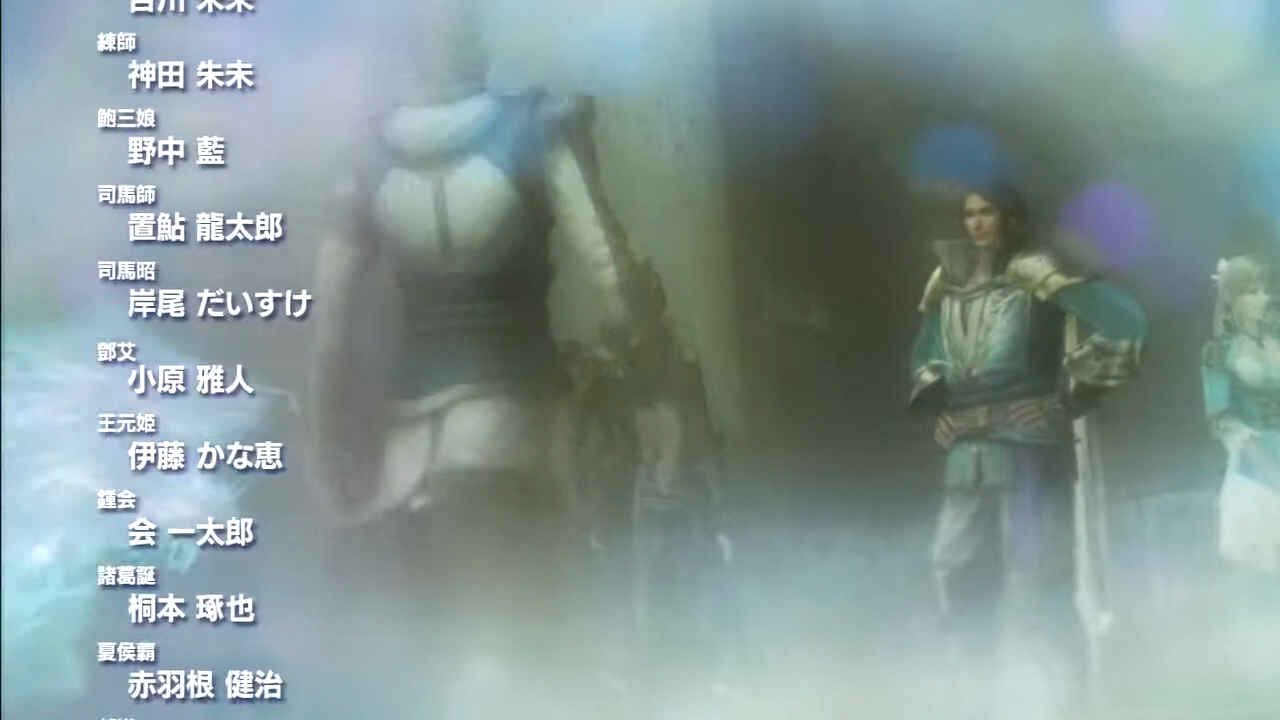 練師
神田 朱未
鮑三娘
野中 藍
司馬師
置鮎 龍太郎
司馬昭
岸尾 だいすけ
鄧艾
小原 雅人
王元姫
伊藤 かな恵
鍾会
会 一太郎
諸葛誕
桐本 琢也
夏侯覇
赤羽根 健治